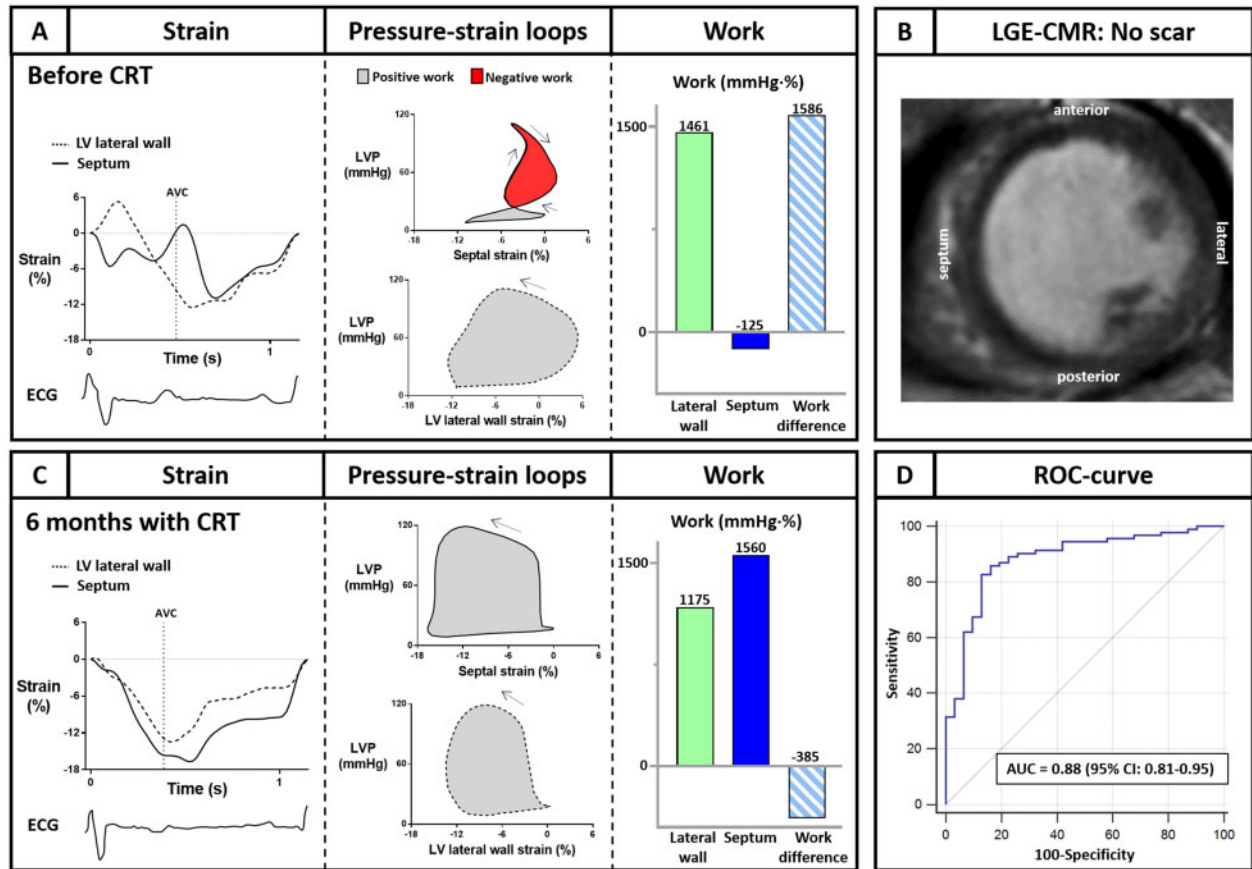 A
Strain
Pressure-strain loops
Work
Before CRT
LV lateral wall
Septum
AVC
6
0
-6
-12
-18
Strain
(%)
0
1
Time (s)
ECG
Positive work
Negative work
120
60
0
LVP
(mmHg)
-18
-12
-6
0
6
Septal strain (%)
120
60
0
LVP
(mmHg)
-18
-12
-6
0
6
LV lateral wall strain (%)
Work (mmHg·%)
1500
0
1461
-125
1586
Lateral
wall
Septum
Work
difference
B
LGE-CMR: No scar
anterior
septum
lateral
posterior
C
Strain
Pressure-strain loops
Work
6 months with CRT
LV lateral wall
Septum
AVC
6
0
-6
-12
-18
Strain
(%)
0
1
Time (s)
ECG
120
60
0
LVP
(mmHg)
-18
-12
-6
0
6
Septal strain (%)
120
60
0
LVP
(mmHg)
-18
-12
-6
0
6
LV lateral wall strain (%)
Work (mmHg·%)
1500
0
1175
1560
-385
Lateral
wall
Septum
Work
difference
D
ROC-curve
100
80
60
40
20
0
Sensitivity
AUC = 0.88 (95% CI: 0.81-0.95)
0
20
40
60
80
100
100-Specificity